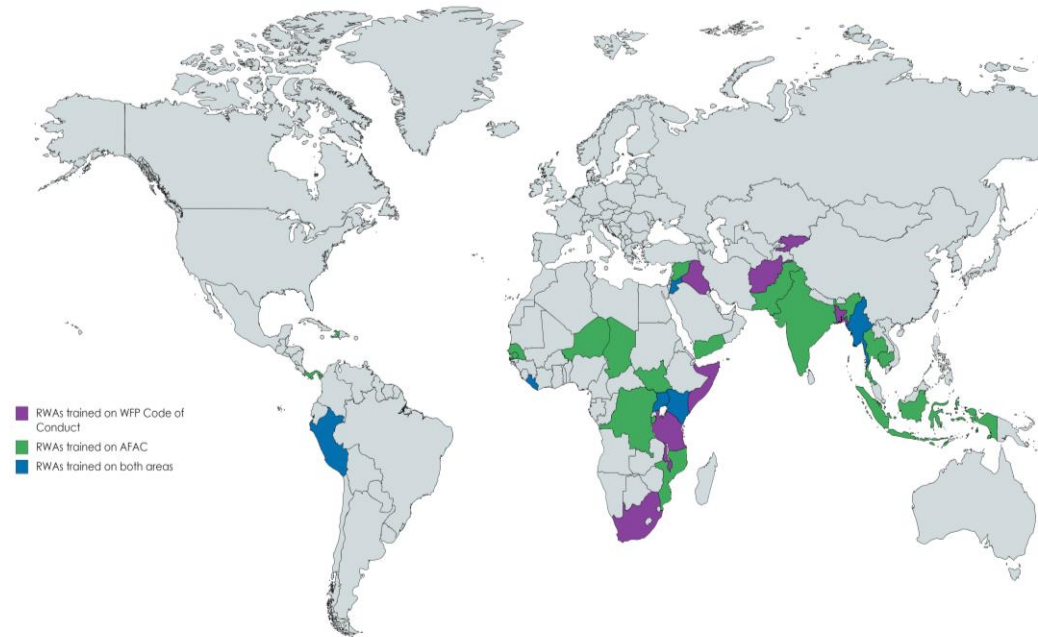 RWAs trained on WFP Code of
Conduct
RWAs trained on AFAC
RWAs trained on both areas